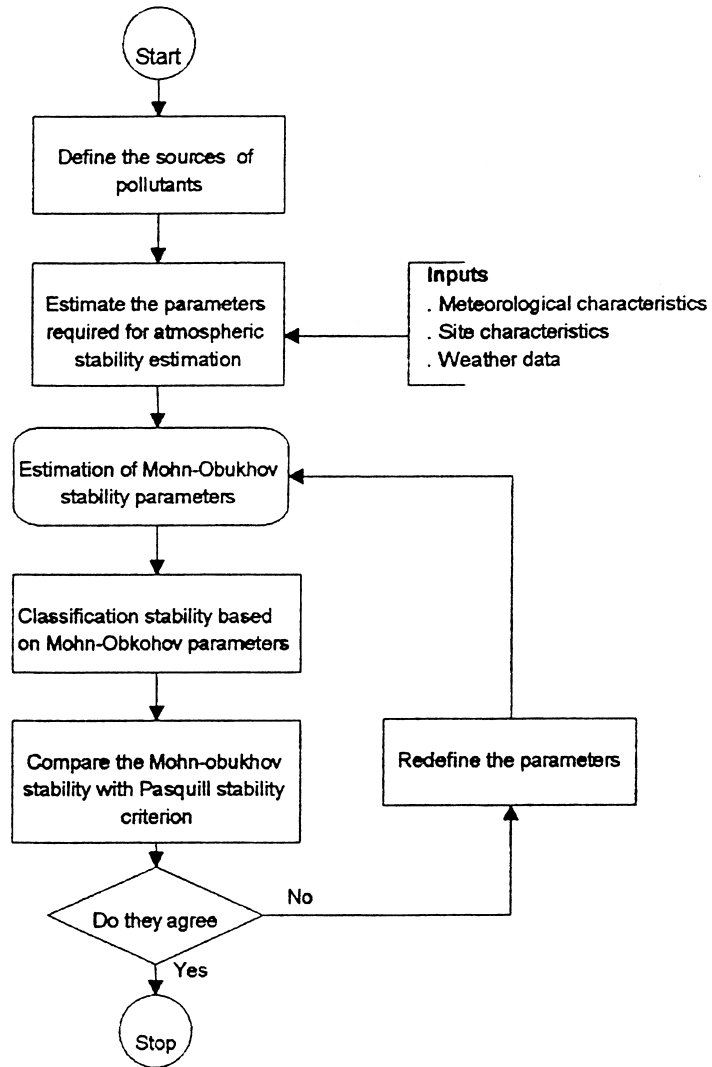 Start
Define the sources of
pollutants
Estimate the parameters
required for atmospheric
stability estimation
Inputs
. Meteorological characteristics
. Site characteristics
. Weather data
Estimation of Mohn-Obukhov
stability parameters
Classification stability based
on Mohn-Obkohov parameters
Compare the Mohn-obukhov
stability with Pasquill stability
criterion
Redefine the parameters
Do they agree
No
Yes
Stop